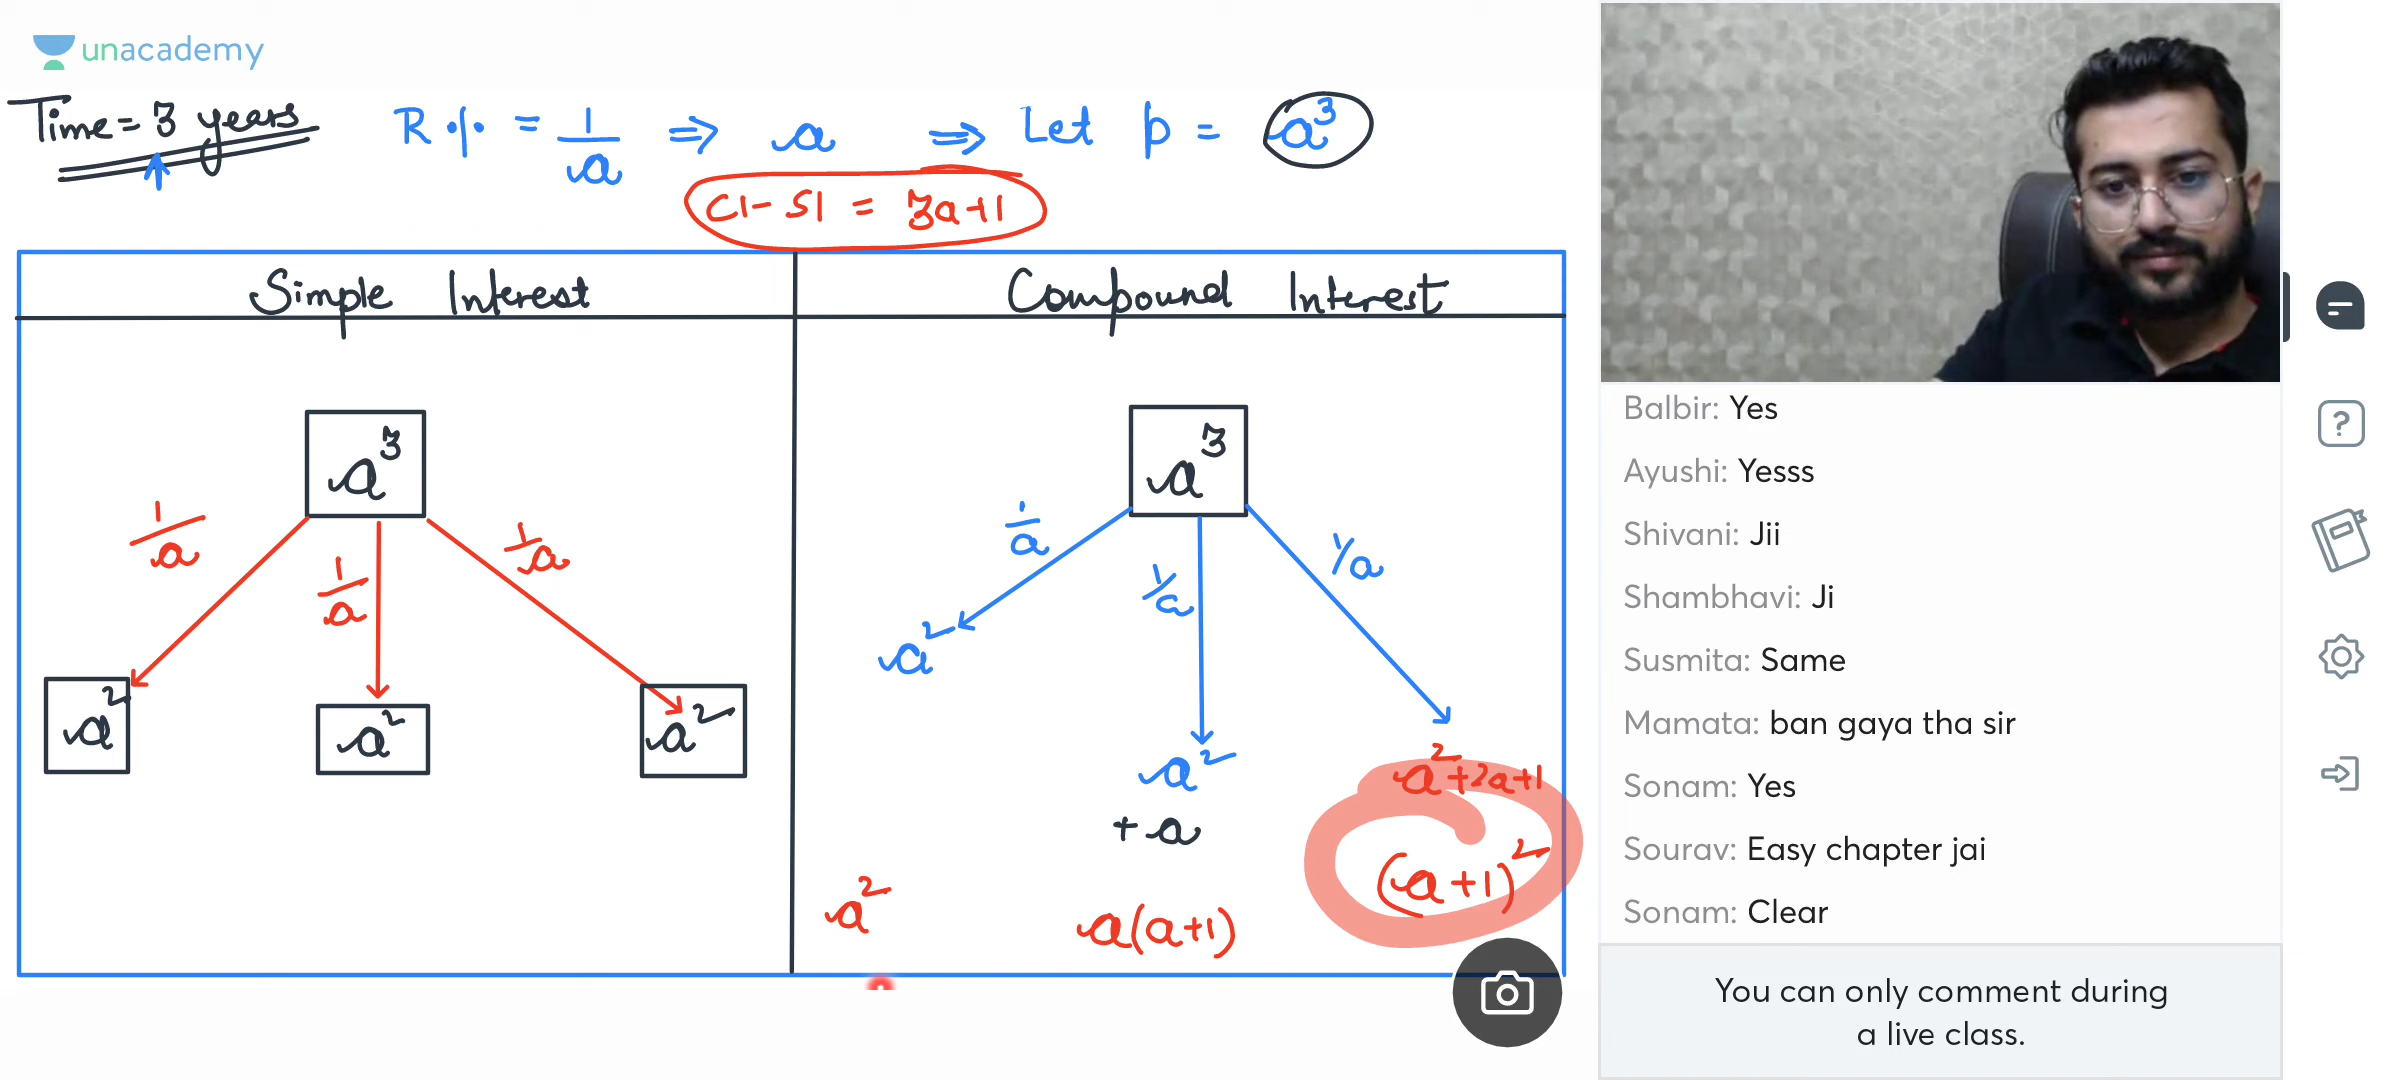 unacademy
Time = 3 years
R % = 1/a ⇒ a ⇒ Let p = a³
CI - SI = 3a+1
Simple Interest
Compound Interest
a³
1/a
1/a
1/a
a²
a²
a²
a³
1/a
1/a
1/a
a²
a²
+ a
a²+2a+1
(a+1)²
a²
a(a+1)
Balbir: Yes
Ayushi: Yesss
Shivani: Jii
Shambhavi: Ji
Susmita: Same
Mamata: ban gaya tha sir
Sonam: Yes
Sourav: Easy chapter jai
Sonam: Clear
You can only comment during
a live class.
?